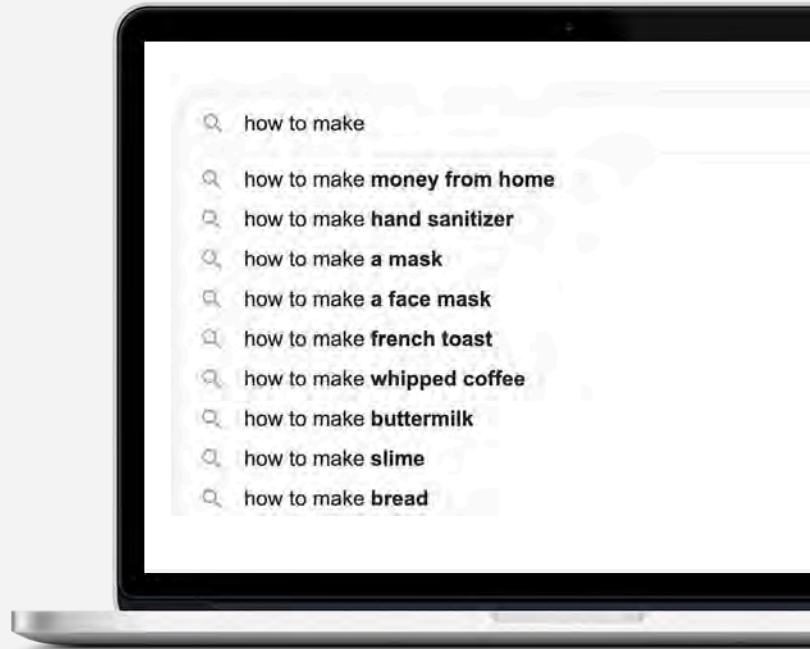 how to make
how to make money from home
how to make hand sanitizer
how to make a mask
how to make a face mask
how to make french toast
how to make whipped coffee
how to make buttermilk
how to make slime
how to make bread